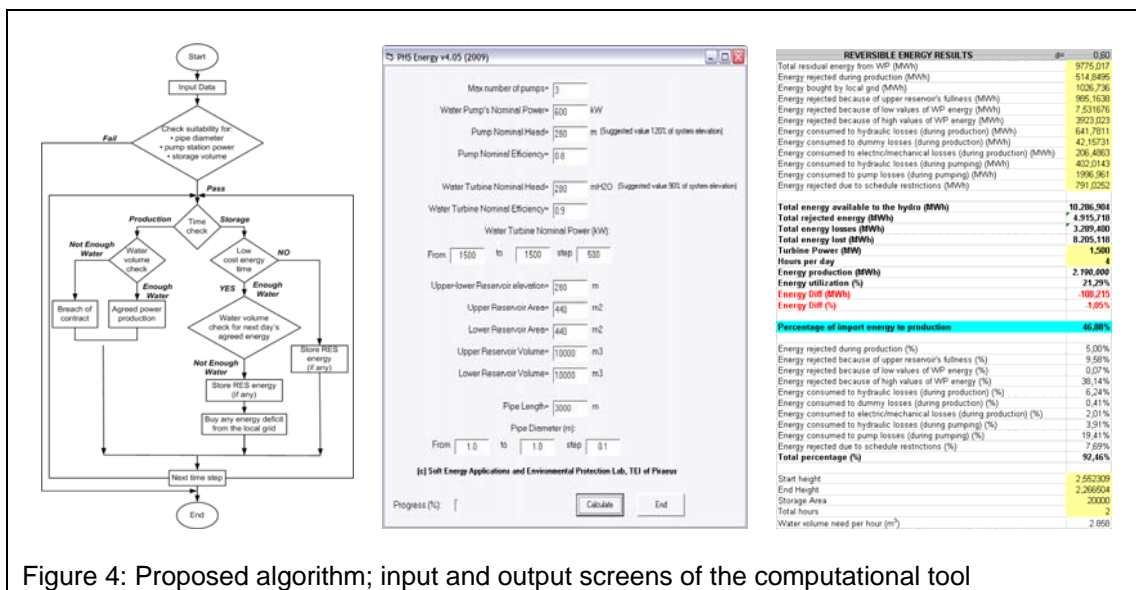 Start
Input Data
Fail
Check suitability for:
• pipe diameter
• pump station power
• storage volume
Pass
Production
Time check
Storage
Not Enough Water
Water volume check
Low cost energy time
NO
Enough Water
YES
Enough Water
Breach of contract
Agreed power production
Water volume check for next day's agreed energy
Not Enough Water
Store RES energy (if any)
Store RES energy (if any)
Buy any energy deficit from the local grid
Next time step
End
PHS Energy v4.05 (2009)
Max number of pumps= 3
Water Pump's Nominal Power= 600 kW
Pump Nominal Head= 280 m (Suggested value 120% of system elevation)
Pump Nominal Efficiency= 0.8
Water Turbine Nominal Head= 280 mH2O (Suggested value 90% of system elevation)
Water Turbine Nominal Efficiency= 0.9
Water Turbine Nominal Power (kW):
From 1500 to 1500 step 500
Upper-lower Reservoir elevation= 280 m
Upper Reservoir Area= 440 m2
Lower Reservoir Area= 440 m2
Upper Reservoir Volume= 10000 m3
Lower Reservoir Volume= 10000 m3
Pipe Length= 3000 m
Pipe Diameter (m):
From 1.0 to 1.0 step 0.1
(c) Soft Energy Applications and Environmental Protection Lab, TEI of Piraeus
Progress (%): Calculate End
REVERSIBLE ENERGY RESULTS d= 0,60
Total residual energy from WP (MWh) 9775,017
Energy rejected during production (MWh) 514,8495
Energy bought by local grid (MWh) 1026,736
Energy rejected because of upper reservoir's fullness (MWh) 985,1638
Energy rejected because of low values of WP energy (MWh) 7,531676
Energy rejected because of high values of WP energy (MWh) 3923,023
Energy consumed to hydraulic losses (during production) (MWh) 641,7811
Energy consumed to dummy losses (during production) (MWh) 42,15731
Energy consumed to electric/mechanical losses (during production) (MWh) 206,4863
Energy consumed to hydraulic losses (during pumping) (MWh) 402,0143
Energy consumed to pump losses (during pumping) (MWh) 1996,961
Energy rejected due to schedule restrictions (MWh) 791,0252
Total energy available to the hydro (MWh) 10.286,904
Total rejected energy (MWh) 4.915,718
Total energy losses (MWh) 3.289,400
Total energy lost (MWh) 8.205,118
Turbine Power (MW) 1,500
Hours per day 4
Energy production (MWh) 2.190,000
Energy utilization (%) 21,29%
Energy Diff (MWh) -108,215
Energy Diff (%) -1,05%
Percentage of import energy to production 46,88%
Energy rejected during production (%) 5,00%
Energy rejected because of upper reservoir's fullness (%) 9,58%
Energy rejected because of low values of WP energy (%) 0,07%
Energy rejected because of high values of WP energy (%) 38,14%
Energy consumed to hydraulic losses (during production) (%) 6,24%
Energy consumed to dummy losses (during production) (%) 0,41%
Energy consumed to electric/mechanical losses (during production) (%) 2,01%
Energy consumed to hydraulic losses (during pumping) (%) 3,91%
Energy consumed to pump losses (during pumping) (%) 19,41%
Energy rejected due to schedule restrictions (%) 7,69%
Total percentage (%) 92,46%
Start height 2,552309
End Height 2,266504
Storage Area 20000
Total hours 2
Water volume need per hour (m³) 2.858
Figure 4: Proposed algorithm; input and output screens of the computational tool